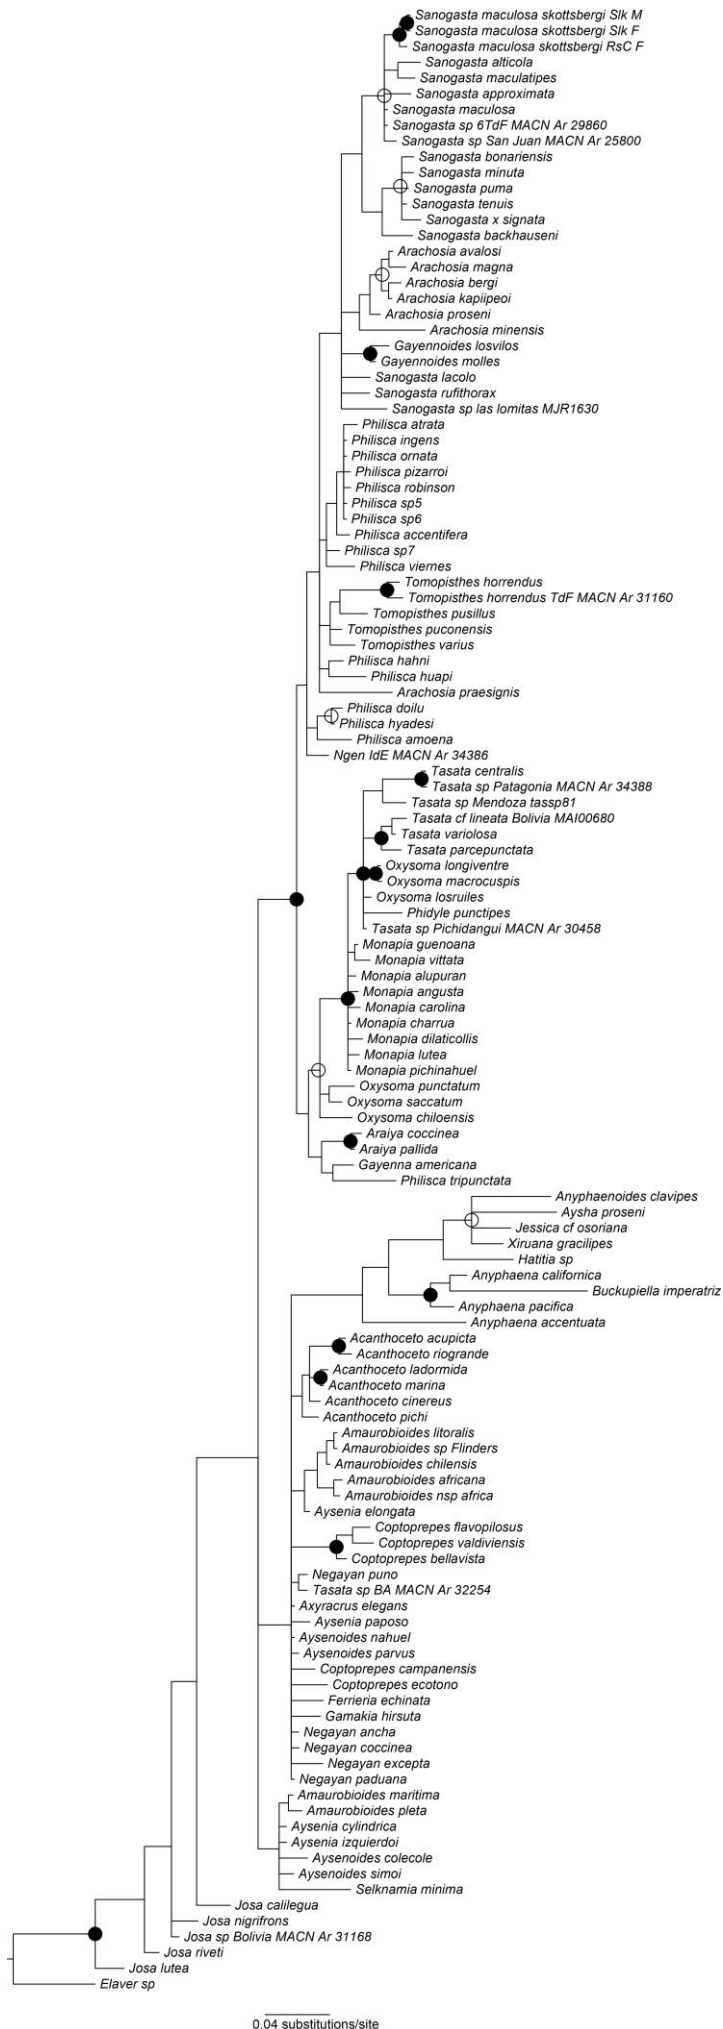 Sanogasta maculosa skottsbergi Slk M
Sanogasta maculosa skottsbergi Slk F
Sanogasta maculosa skottsbergi RsC F
Sanogasta alticola
Sanogasta maculatipes
Sanogasta approximata
Sanogasta maculosa
Sanogasta sp 6TdF MACN Ar 29860
Sanogasta sp San Juan MACN Ar 25800
Sanogasta bonariensis
Sanogasta minuta
Sanogasta puma
Sanogasta tenuis
Sanogasta x signata
Sanogasta backhauseni
Arachosia avalosi
Arachosia magna
Arachosia bergi
Arachosia kapiipeoi
Arachosia proseni
Arachosia minensis
Gayennoides losvilos
Gayennoides molles
Sanogasta lacolo
Sanogasta rufithorax
Sanogasta sp las lomitas MJR1630
Philisca atrata
Philisca ingens
Philisca ornata
Philisca pizarroi
Philisca robinson
Philisca sp5
Philisca sp6
Philisca accentifera
Philisca sp7
Philisca viernes
Tomopisthes horrendus
Tomopisthes horrendus TdF MACN Ar 31160
Tomopisthes pusillus
Tomopisthes puconensis
Tomopisthes varius
Philisca hahni
Philisca huapi
Arachosia praesignis
Philisca doilu
Philisca hyadesi
Philisca amoena
Ngen IdE MACN Ar 34386
Tasata centralis
Tasata sp Patagonia MACN Ar 34388
Tasata sp Mendoza tassp81
Tasata cf lineata Bolivia MAI00680
Tasata variolosa
Tasata parcepunctata
Oxysoma longiventre
Oxysoma macrocuspis
Oxysoma losruiles
Phidyle punctipes
Tasata sp Pichidangui MACN Ar 30458
Monapia guenoana
Monapia vittata
Monapia alupuran
Monapia angusta
Monapia carolina
Monapia charrua
Monapia dilaticollis
Monapia lutea
Monapia pichinahuel
Oxysoma punctatum
Oxysoma saccatum
Oxysoma chiloensis
Araiya coccinea
Araiya pallida
Gayenna americana
Philisca tripunctata
Anyphaenoides clavipes
Aysha proseni
Jessica cf osoriana
Xiruana gracilipes
Hatitia sp
Anyphaena californica
Buckupiella imperatriz
Anyphaena pacifica
Anyphaena accentuata
Acanthoceto acupicta
Acanthoceto riogrande
Acanthoceto ladormida
Acanthoceto marina
Acanthoceto cinereus
Acanthoceto pichi
Amaurobioides litoralis
Amaurobioides sp Flinders
Amaurobioides chilensis
Amaurobioides africana
Amaurobioides nsp africa
Aysenia elongata
Coptoprepes flavopilosus
Coptoprepes valdiviensis
Coptoprepes bellavista
Negayan puno
Tasata sp BA MACN Ar 32254
Axyracrus elegans
Aysenia paposo
Aysenoides nahuel
Aysenoides parvus
Coptoprepes campanensis
Coptoprepes ecotono
Ferrieria echinata
Gamakia hirsuta
Negayan ancha
Negayan coccinea
Negayan excepta
Negayan paduana
Amaurobioides maritima
Amaurobioides pleta
Aysenia cylindrica
Aysenia izquierdoi
Aysenoides colecole
Aysenoides simoi
Selknamia minima
Josa calilegua
Josa nigrifrons
Josa sp Bolivia MACN Ar 31168
Josa riveti
Josa lutea
Elaver sp
0.04 substitutions/site